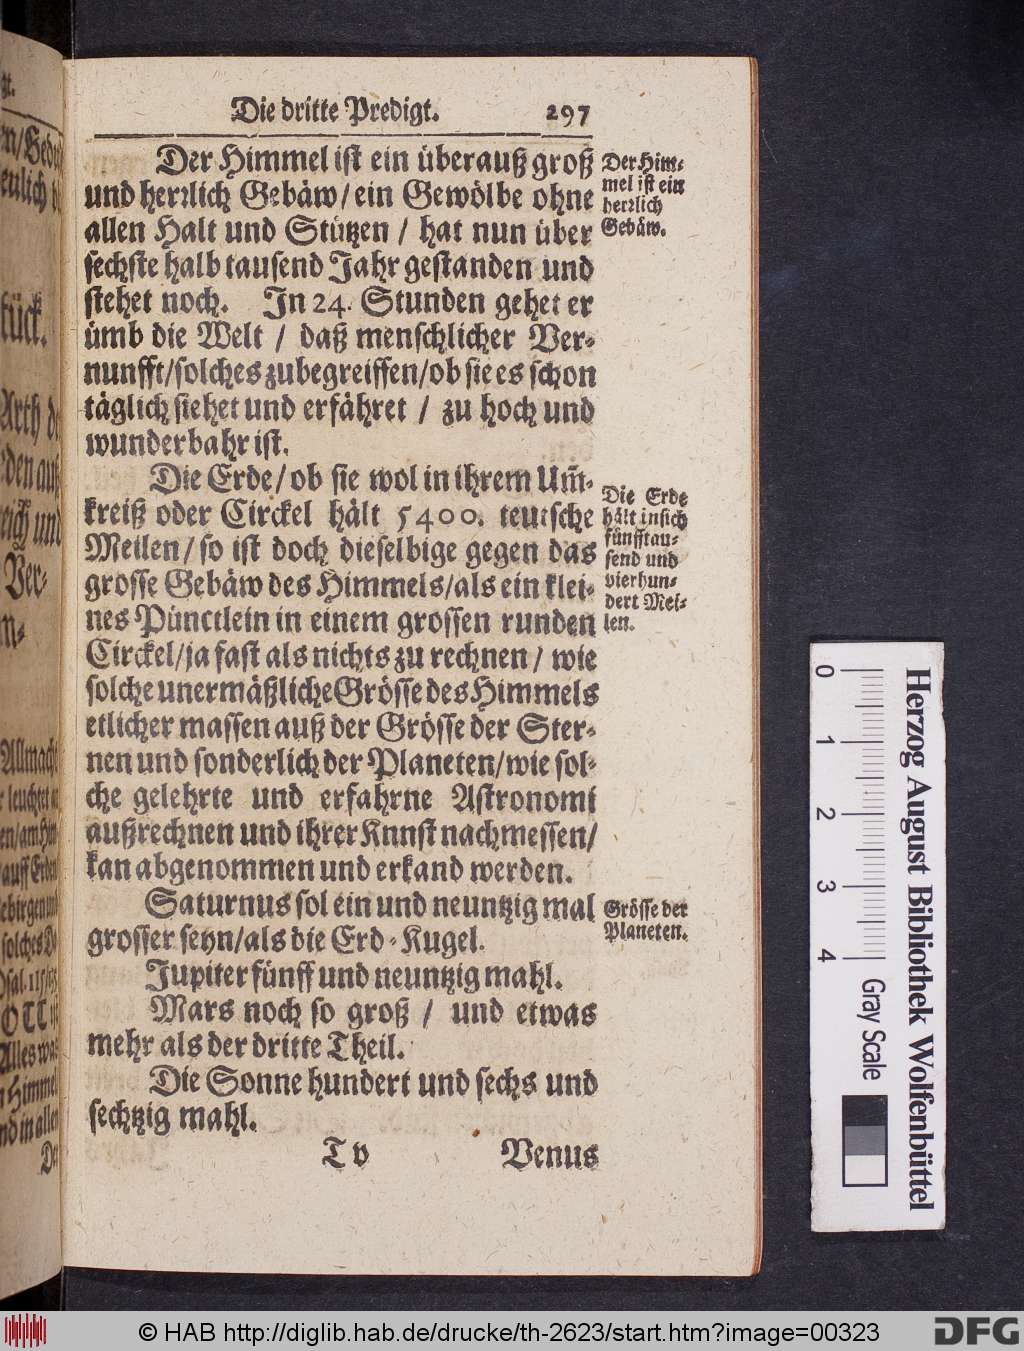 Die dritte Predigt. 297
Der Himmel ist ein überauß groß
und herrlich Gebäw/ ein Gewölbe ohne
allen Halt und Stützen / hat nun über
sechste halb tausend Jahr gestanden und
stehet noch. In 24. Stunden gehet er
ümb die Welt / daß menschlicher Ver-
nunfft/solches zubegreiffen/ob sie es schon
täglich siehet und erfähret / zu hoch und
wunderbahr ist.
Der Him-
mel ist ein
herrlich
Gebäw.
Die Erde/ ob sie wol in ihrem Um̃-
kreiß oder Circkel hält 5400. teutsche
Meilen/ so ist doch dieselbige gegen das
grosse Gebäw des Himmels/als ein klei-
nes Pünctlein in einem grossen runden
Circkel/ja fast als nichts zu rechnen / wie
solche unermäßliche Grösse des Himmels
etlicher massen auß der Grösse der Ster-
nen und sonderlich der Planeten/wie sol-
che gelehrte und erfahrne Astronomi
außrechnen und ihrer Knnst nachmessen/
kan abgenommen und erkand werden.
Die Erde
hält in sich
fünfftau-
send und
vierhun-
dert Mei-
len.
Saturnus sol ein und neuntzig mal
grosser seyn/als die Erd-Kugel.
Grösse der
Planeten.
Jupiter fünff und neuntzig mahl.
Mars noch so groß / und etwas
mehr als der dritte Theil.
Die Sonne hundert und sechs und
sechtzig mahl.
T v Venus
0 1 2 3 4
Gray Scale
Herzog August Bibliothek Wolfenbüttel
© HAB http://diglib.hab.de/drucke/th-2623/start.htm?image=00323
DFG